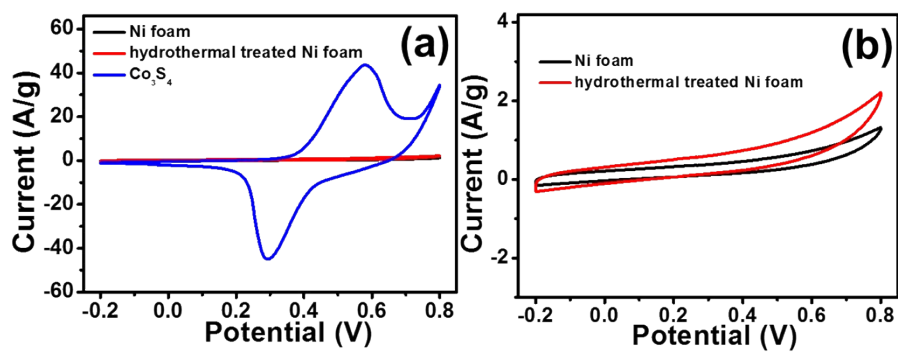 (a)
Ni foam
hydrothermal treated Ni foam
Co₃S₄
Current (A/g)
60
40
20
0
-20
-40
-60
-0.2 0.0 0.2 0.4 0.6 0.8
Potential (V)
(b)
Ni foam
hydrothermal treated Ni foam
Current (A/g)
4
2
0
-2
-0.2 0.0 0.2 0.4 0.6 0.8
Potential (V)